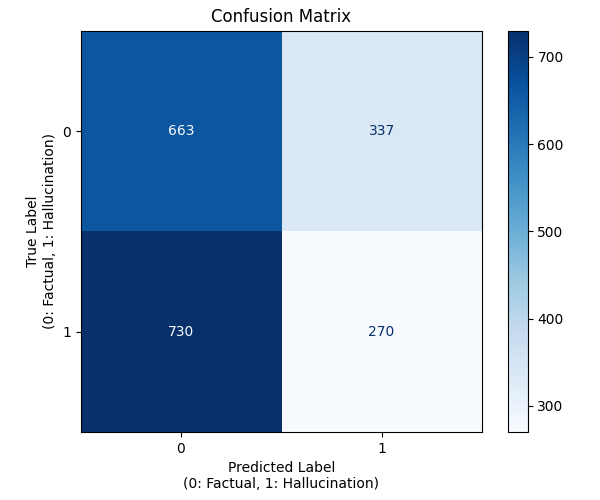 Confusion Matrix
True Label
(0: Factual, 1: Hallucination)
0
1
663
337
730
270
0
1
Predicted Label
(0: Factual, 1: Hallucination)
700
600
500
400
300